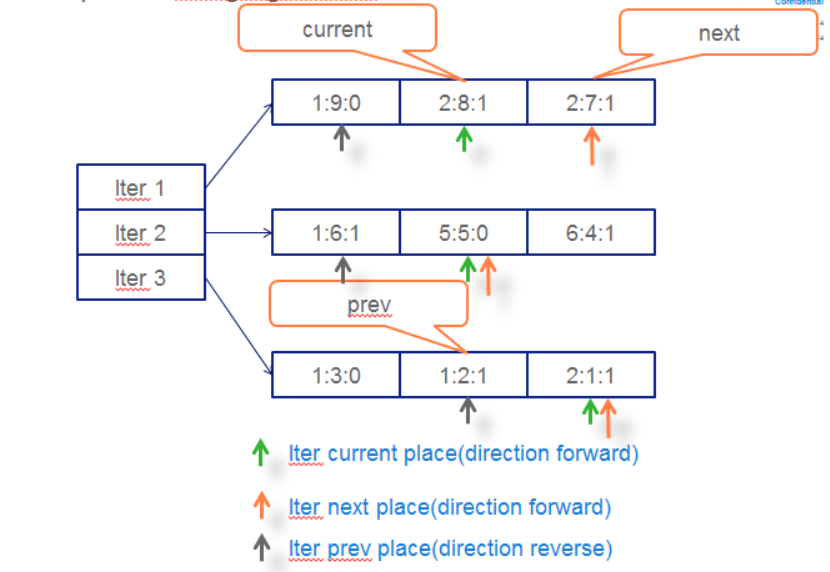 Confidential
current
next
1:9:0 2:8:1 2:7:1
Iter 1
Iter 2
Iter 3
1:6:1 5:5:0 6:4:1
prev
1:3:0 1:2:1 2:1:1
Iter current place(direction forward)
Iter next place(direction forward)
Iter prev place(direction reverse)